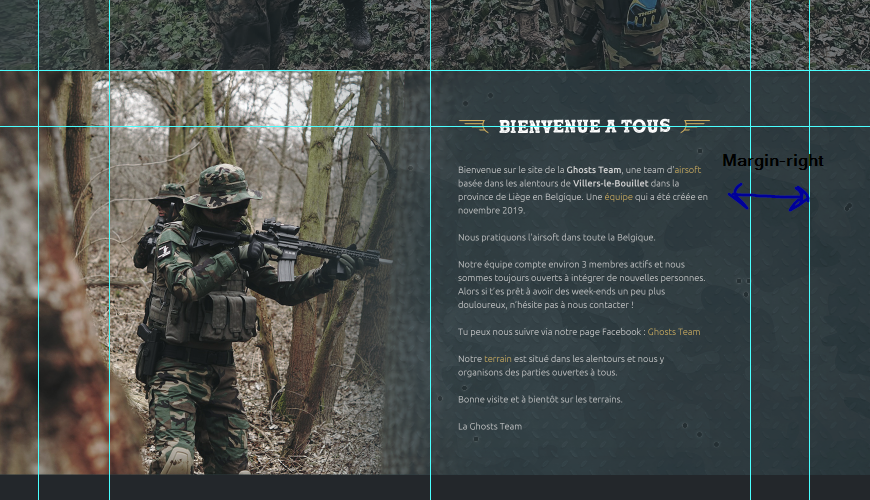 BIENVENUE A TOUS
Margin-right
Bienvenue sur le site de la Ghosts Team, une team d'airsoft
basée dans les alentours de Villers-le-Bouillet dans la
province de Liège en Belgique. Une équipe qui a été créée en
novembre 2019.
Nous pratiquons l'airsoft dans toute la Belgique.
Notre équipe compte environ 3 membres actifs et nous
sommes toujours ouverts à intégrer de nouvelles personnes.
Alors si t'es prêt à avoir des week-ends un peu plus
douloureux, n'hésite pas à nous contacter !
Tu peux nous suivre via notre page Facebook : Ghosts Team
Notre terrain est situé dans les alentours et nous y
organisons des parties ouvertes à tous.
Bonne visite et à bientôt sur les terrains.
La Ghosts Team